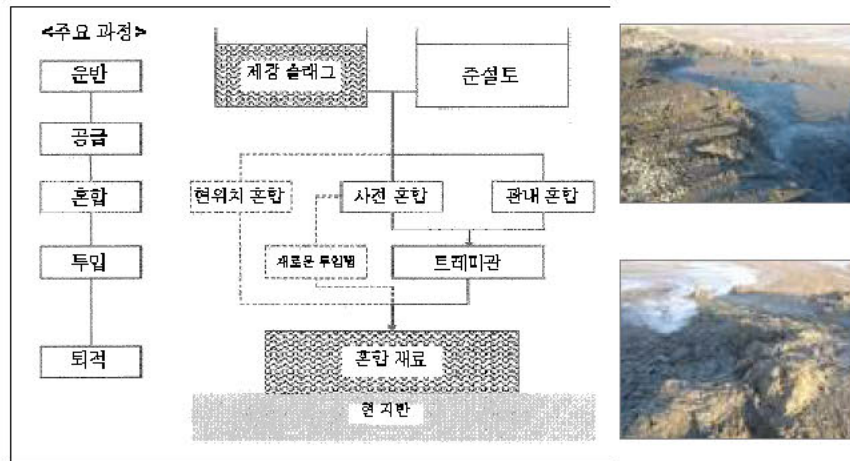 <주요 과정>
운반
공급
혼합
투입
퇴적
제강 슬래그
준설토
현위치 혼합
사전 혼합
관내 혼합
새로운 투입법
트레미관
혼합 재료
현 지반